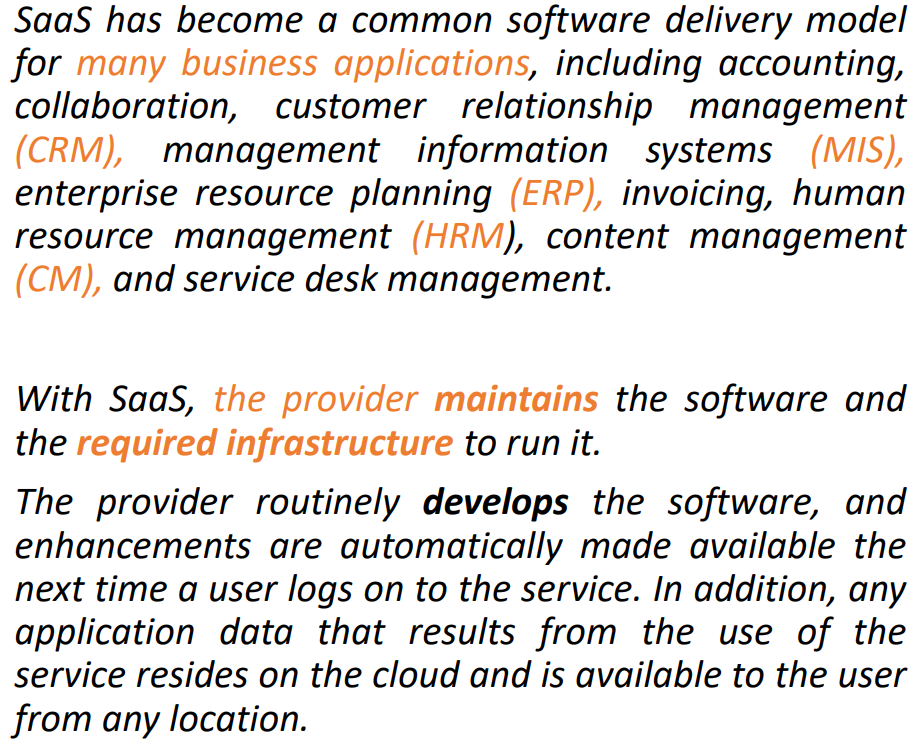 SaaS has become a common software delivery model
for many business applications, including accounting,
collaboration, customer relationship management
(CRM), management information systems (MIS),
enterprise resource planning (ERP), invoicing, human
resource management (HRM), content management
(CM), and service desk management.
With SaaS, the provider maintains the software and
the required infrastructure to run it.
The provider routinely develops the software, and
enhancements are automatically made available the
next time a user logs on to the service. In addition, any
application data that results from the use of the
service resides on the cloud and is available to the user
from any location.